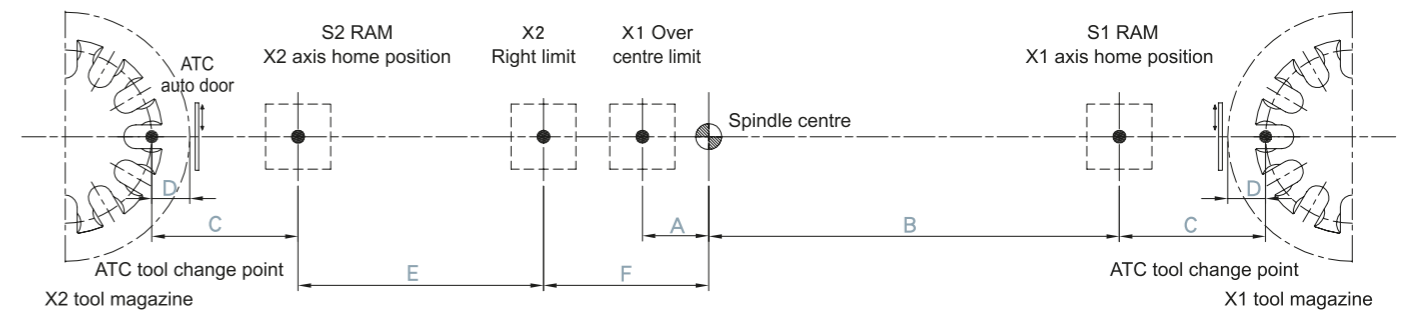 S2 RAM
X2 axis home position
X2
Right limit
X1 Over
centre limit
S1 RAM
X1 axis home position
ATC
auto door
Spindle centre
D
C
A
B
C
D
E
F
ATC tool change point
X2 tool magazine
ATC tool change point
X1 tool magazine